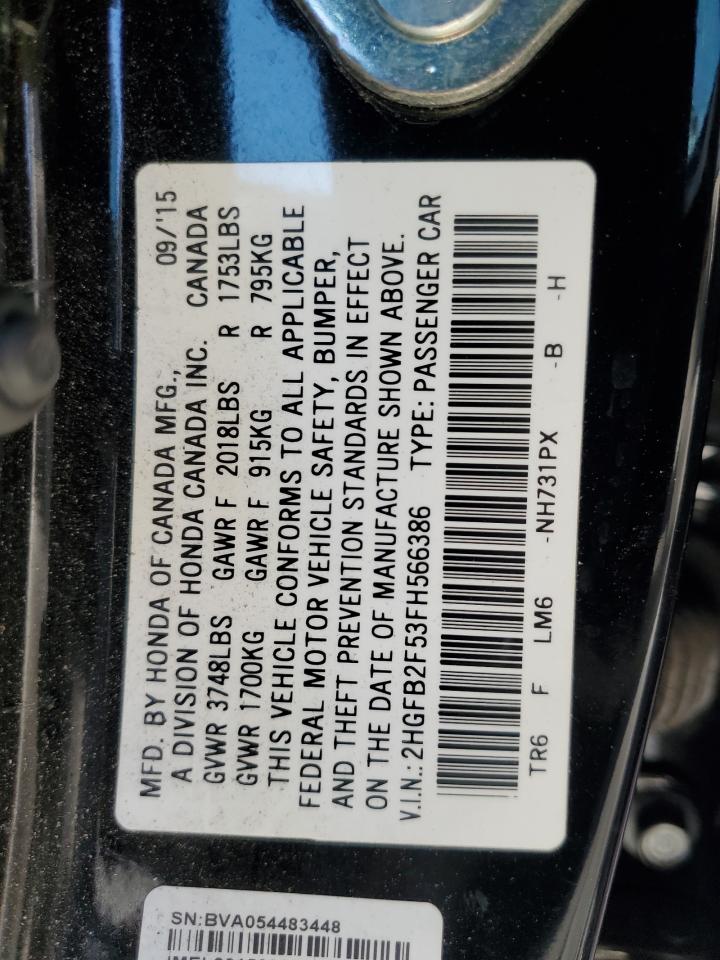 MFD. BY HONDA OF CANADA MFG., 09/'15
A DIVISION OF HONDA CANADA INC. CANADA
GVWR 3748LBS GAWR F 2018LBS R 1753LBS
GVWR 1700KG GAWR F 915KG R 795KG
THIS VEHICLE CONFORMS TO ALL APPLICABLE
FEDERAL MOTOR VEHICLE SAFETY, BUMPER,
AND THEFT PREVENTION STANDARDS IN EFFECT
ON THE DATE OF MANUFACTURE SHOWN ABOVE.
V.I.N.: 2HGFB2F53FH566386 TYPE: PASSENGER CAR
TR6 F LM6 -NH731PX -B -H
SN:BVA054483448